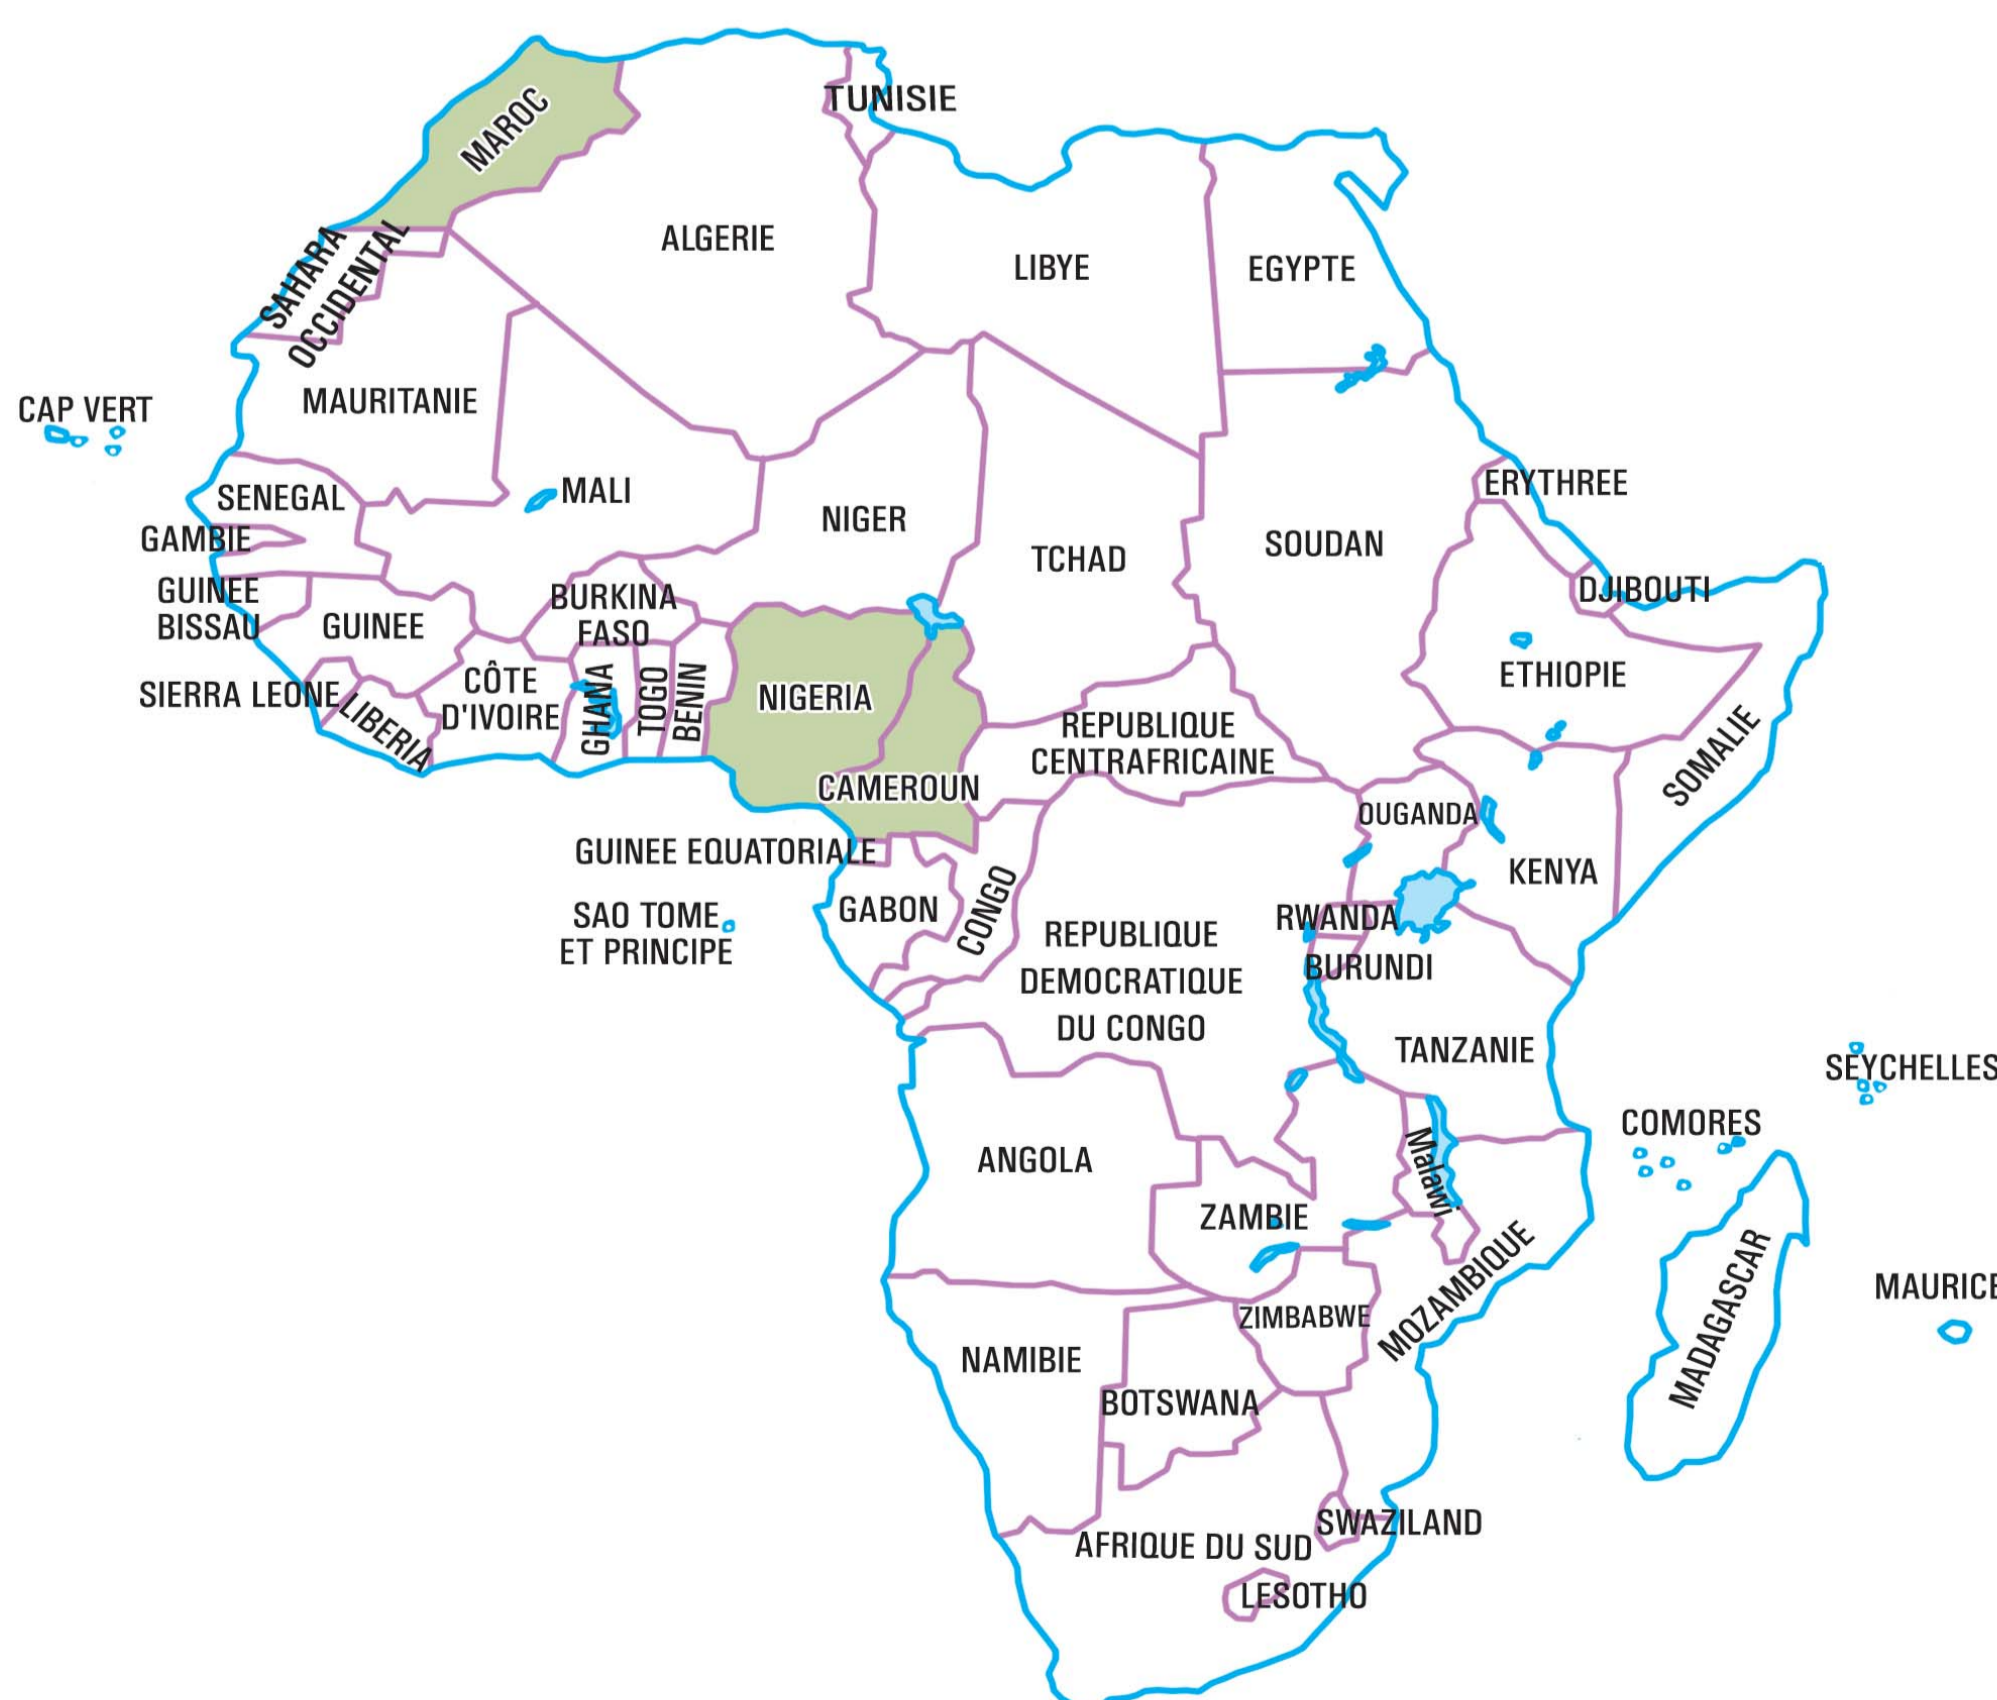 MAROC
TUNISIE
ALGERIE
LIBYE
EGYPTE
SAHARA
OCCIDENTAL
MAURITANIE
CAP VERT
MALI
NIGER
TCHAD
SOUDAN
ERYTHREE
SENEGAL
GAMBIE
GUINEE
BISSAU
GUINEE
BURKINA
FASO
DJIBOUTI
ETHIOPIE
SOMALIE
SIERRA LEONE
LIBERIA
CÔTE
D'IVOIRE
GHANA
TOGO
BENIN
NIGERIA
CAMEROUN
REPUBLIQUE
CENTRAFRICAINE
OUGANDA
KENYA
GUINEE EQUATORIALE
SAO TOME
ET PRINCIPE
GABON
CONGO
REPUBLIQUE
DEMOCRATIQUE
DU CONGO
RWANDA
BURUNDI
TANZANIE
SEYCHELLES
COMORES
ANGOLA
ZAMBIE
Malawi
MOZAMBIQUE
MADAGASCAR
MAURICE
ZIMBABWE
NAMIBIE
BOTSWANA
SWAZILAND
AFRIQUE DU SUD
LESOTHO